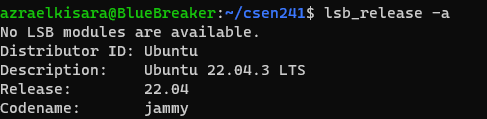 azraelkisara@BlueBreaker:~/csen241$ lsb_release -a
No LSB modules are available.
Distributor ID: Ubuntu
Description:    Ubuntu 22.04.3 LTS
Release:        22.04
Codename:       jammy